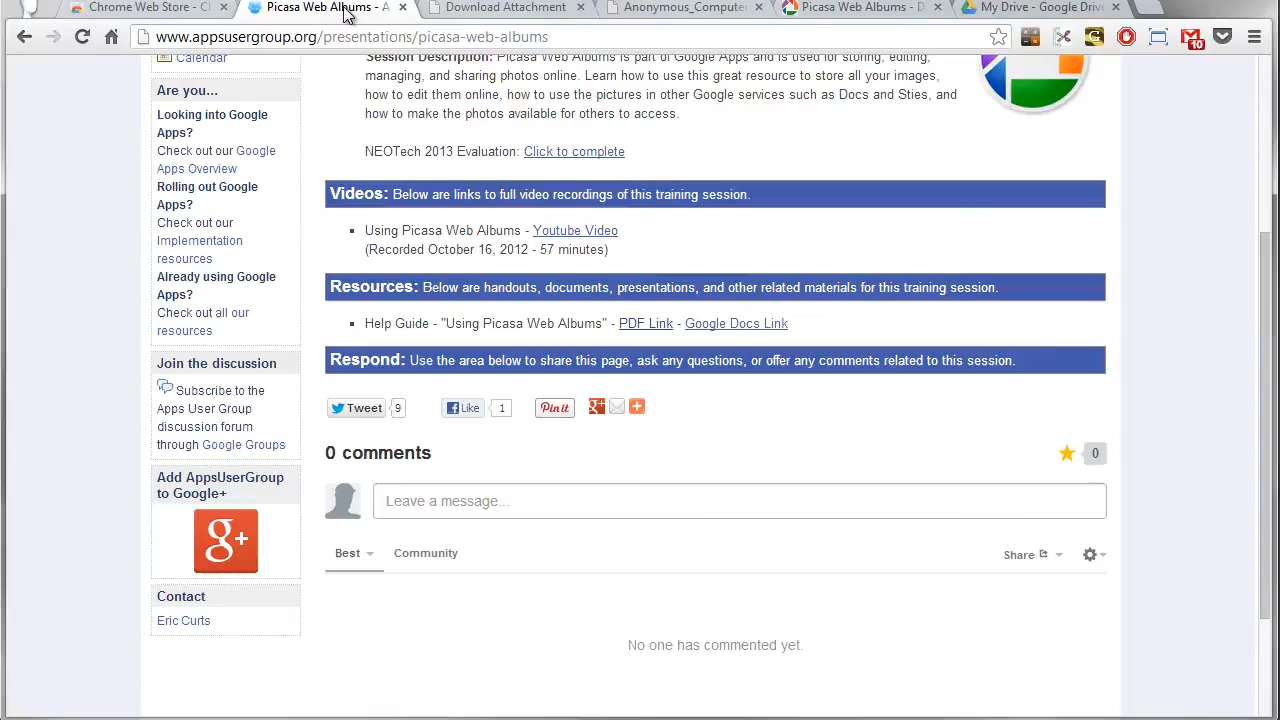 Chrome Web Store - C
Picasa Web Albums - A
Download Attachment
Anonymous_Compute
Picasa Web Albums - D
My Drive - Google Drive
www.appsusergroup.org/presentations/picasa-web-albums
10
Calendar
Are you...
Looking into Google
Apps?
Check out our Google
Apps Overview
Rolling out Google
Apps?
Check out our
Implementation
resources
Already using Google
Apps?
Check out all our
resources
Join the discussion
Subscribe to the
Apps User Group
discussion forum
through Google Groups
Add AppsUserGroup
to Google+
g+
Contact
Eric Curts
Session Description: Picasa Web Albums is part of Google Apps and is used for storing, editing,
managing, and sharing photos online. Learn how to use this great resource to store all your images,
how to edit them online, how to use the pictures in other Google services such as Docs and Sties, and
how to make the photos available for others to access.
NEOTech 2013 Evaluation: Click to complete
Videos: Below are links to full video recordings of this training session.
Using Picasa Web Albums - Youtube Video
(Recorded October 16, 2012 - 57 minutes)
Resources: Below are handouts, documents, presentations, and other related materials for this training session.
Help Guide - "Using Picasa Web Albums" - PDF Link - Google Docs Link
Respond: Use the area below to share this page, ask any questions, or offer any comments related to this session.
Tweet 9 Like 1 Pin it
0 comments
0
Leave a message...
Best Community Share
No one has commented yet.